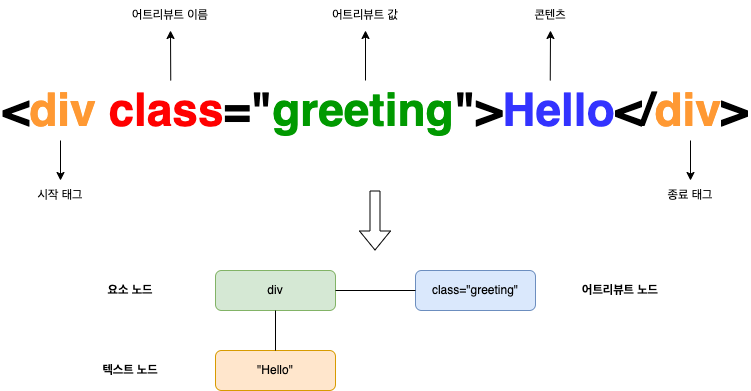 어트리뷰트 이름
어트리뷰트 값
콘텐츠
<div class="greeting">Hello</div>
시작 태그
종료 태그
요소 노드
div
class="greeting"
어트리뷰트 노드
텍스트 노드
"Hello"